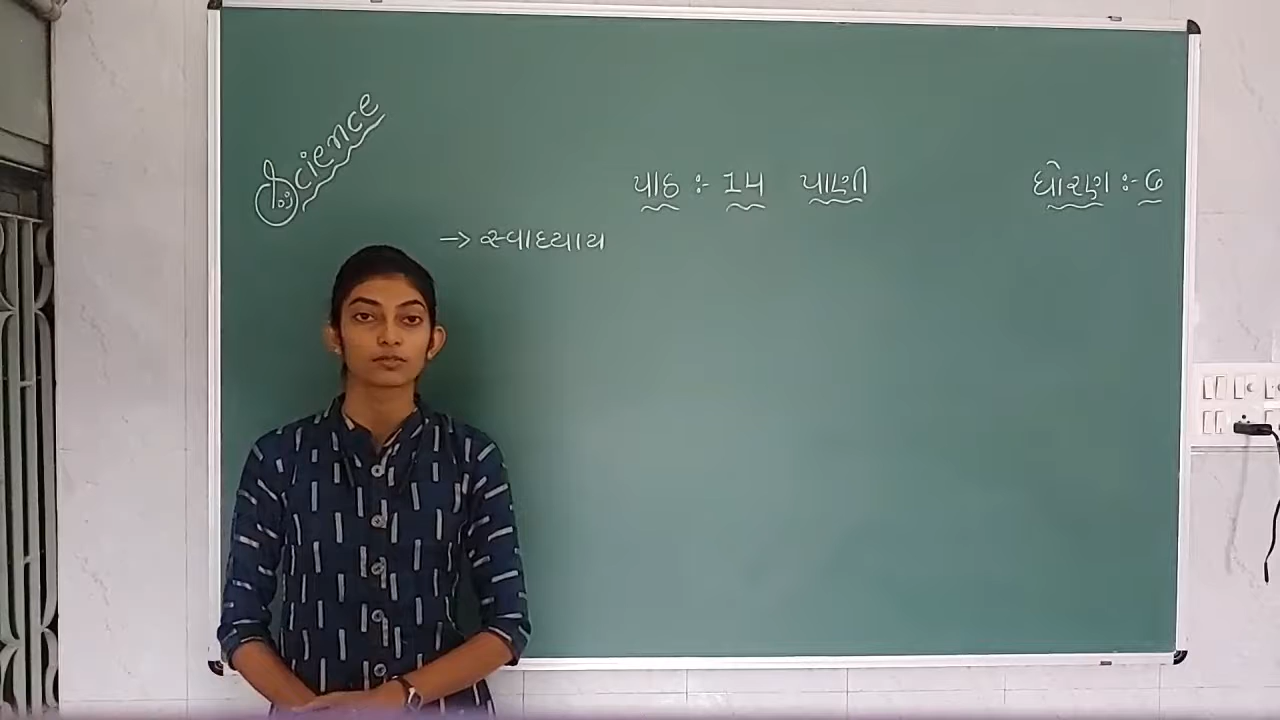 Science
પાઠ :- 14 પાણી
ધોરણ :- 6
→ સ્વાધ્યાય